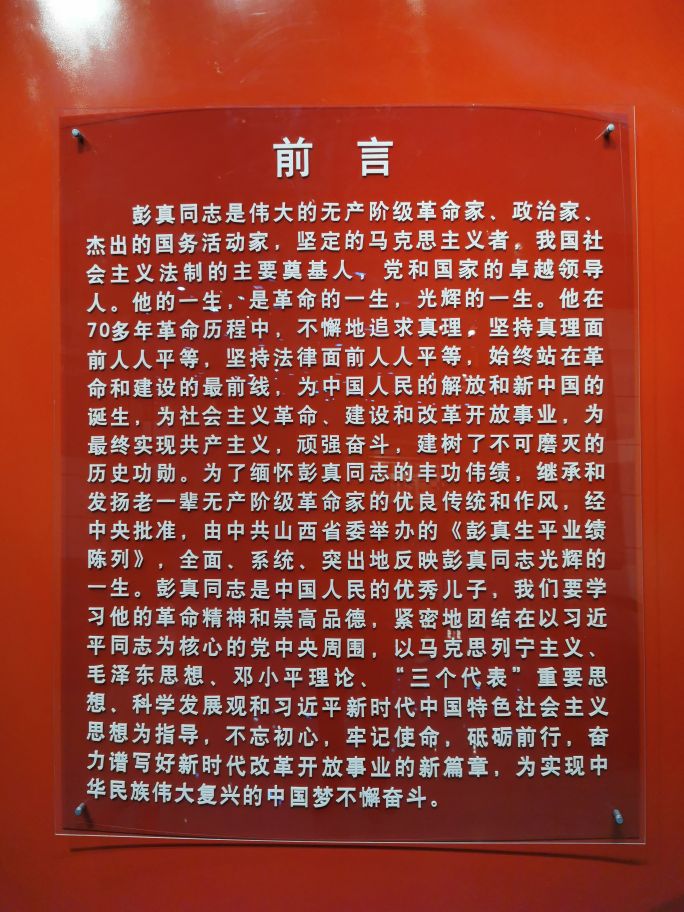 前 言
彭真同志是伟大的无产阶级革命家、政治家、
杰出的国务活动家，坚定的马克思主义者，我国社
会主义法制的主要奠基人、党和国家的卓越领导
人。他的一生，是革命的一生，光辉的一生。他在
70多年革命历程中，不懈地追求真理，坚持真理面
前人人平等，坚持法律面前人人平等，始终站在革
命和建设的最前线，为中国人民的解放和新中国的
诞生，为社会主义革命、建设和改革开放事业，为
最终实现共产主义，顽强奋斗，建树了不可磨灭的
历史功勋。为了缅怀彭真同志的丰功伟绩，继承和
发扬老一辈无产阶级革命家的优良传统和作风，经
中央批准，由中共山西省委举办的《彭真生平业绩
陈列》，全面、系统、突出地反映彭真同志光辉的
一生。彭真同志是中国人民的优秀儿子，我们要学
习他的革命精神和崇高品德，紧密地团结在以习近
平同志为核心的党中央周围，以马克思列宁主义、
毛泽东思想、邓小平理论、“三个代表”重要思
想、科学发展观和习近平新时代中国特色社会主义
思想为指导，不忘初心，牢记使命，砥砺前行，奋
力谱写好新时代改革开放事业的新篇章，为实现中
华民族伟大复兴的中国梦不懈奋斗。